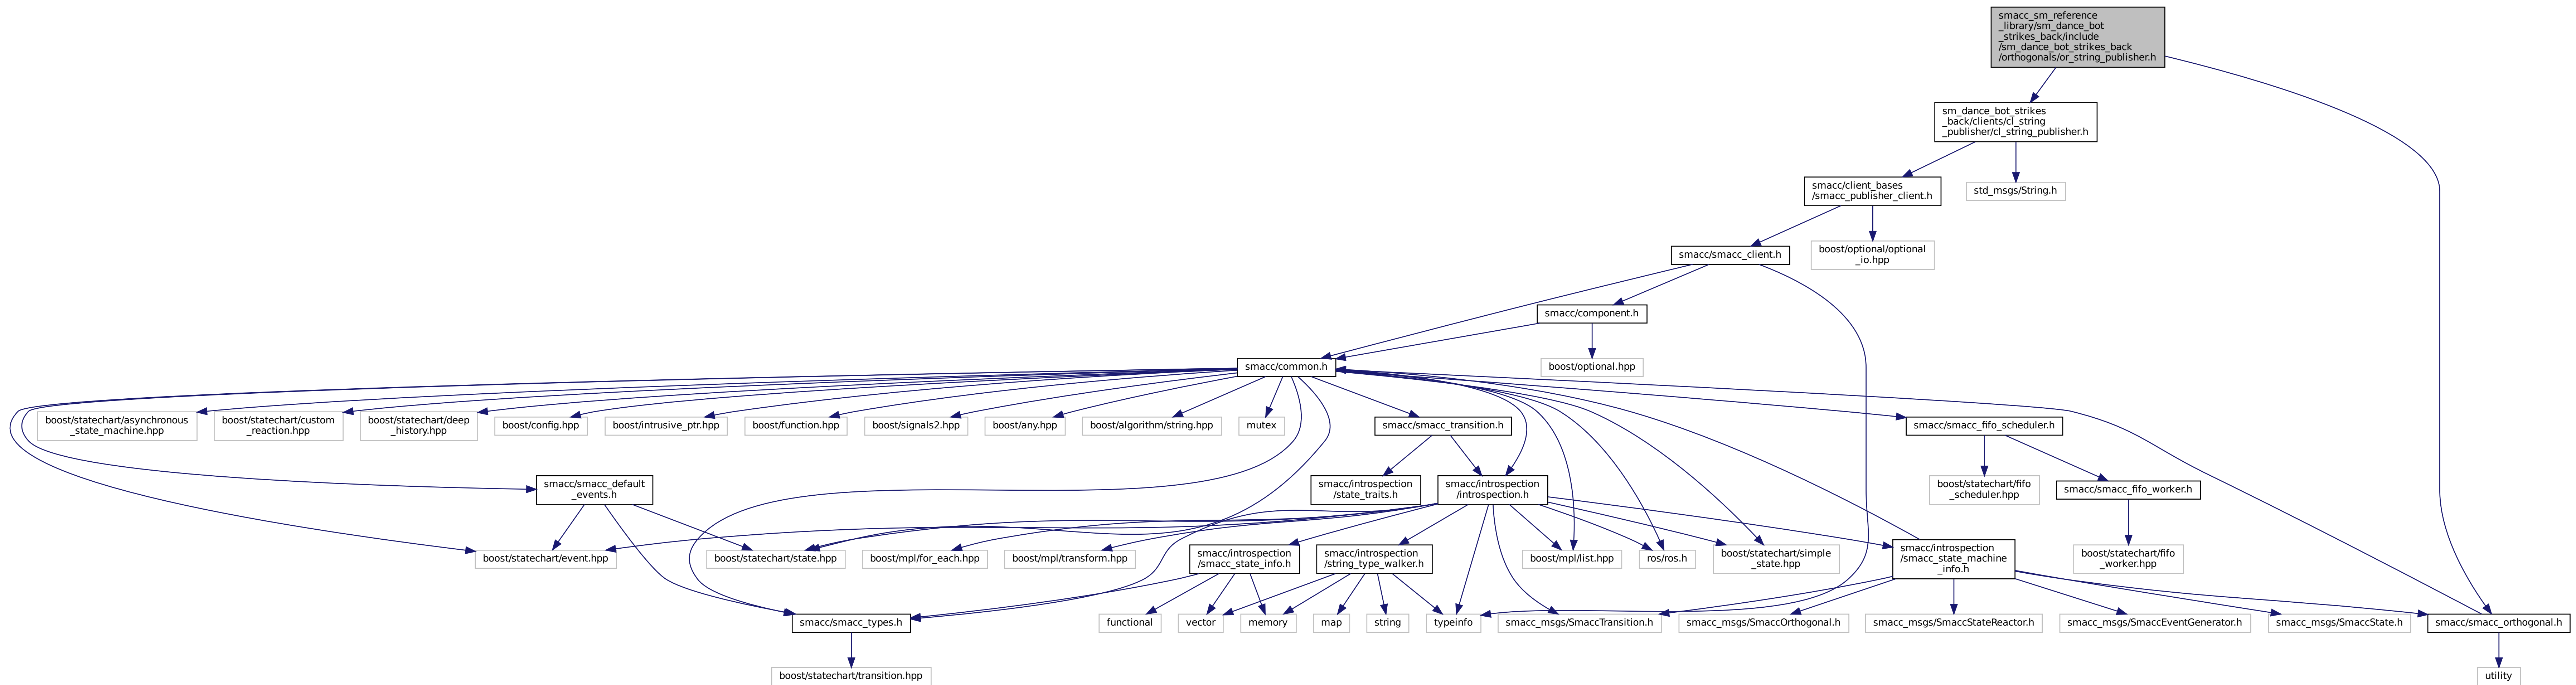 smacc_sm_reference
_library/sm_dance_bot
_strikes_back/include
/sm_dance_bot_strikes_back
/orthogonals/or_string_publisher.h
sm_dance_bot_strikes
_back/clients/cl_string
_publisher/cl_string_publisher.h
smacc/client_bases
/smacc_publisher_client.h
std_msgs/String.h
smacc/smacc_client.h
boost/optional/optional
_io.hpp
smacc/component.h
smacc/common.h
boost/optional.hpp
boost/statechart/asynchronous
_state_machine.hpp
boost/statechart/custom
_reaction.hpp
boost/statechart/deep
_history.hpp
boost/config.hpp
boost/intrusive_ptr.hpp
boost/function.hpp
boost/signals2.hpp
boost/any.hpp
boost/algorithm/string.hpp
mutex
smacc/smacc_transition.h
smacc/smacc_fifo_scheduler.h
smacc/smacc_default
_events.h
smacc/introspection
/state_traits.h
smacc/introspection
/introspection.h
boost/statechart/fifo
_scheduler.hpp
smacc/smacc_fifo_worker.h
boost/statechart/event.hpp
boost/statechart/state.hpp
boost/mpl/for_each.hpp
boost/mpl/transform.hpp
smacc/introspection
/smacc_state_info.h
smacc/introspection
/string_type_walker.h
boost/mpl/list.hpp
ros/ros.h
boost/statechart/simple
_state.hpp
smacc/introspection
/smacc_state_machine
_info.h
boost/statechart/fifo
_worker.hpp
smacc/smacc_types.h
functional
vector
memory
map
string
typeinfo
smacc_msgs/SmaccTransition.h
smacc_msgs/SmaccOrthogonal.h
smacc_msgs/SmaccStateReactor.h
smacc_msgs/SmaccEventGenerator.h
smacc_msgs/SmaccState.h
smacc/smacc_orthogonal.h
boost/statechart/transition.hpp
utility